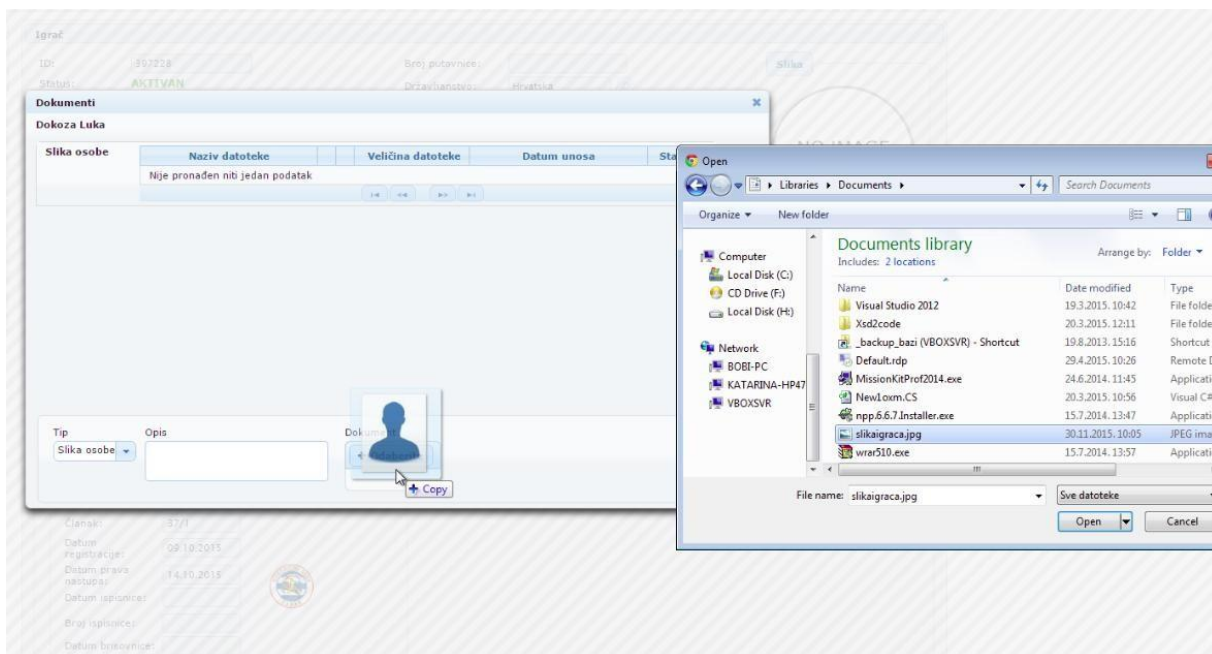 Igrač
ID: 397228 Broj putovnice: Slika
Status: AKTIVAN Državljanstvo: Hrvatska
Dokumenti
Dokoza Luka
NO IMAGE
Slika osobe
Naziv datoteke Veličina datoteke Datum unosa Sta
Nije pronađen niti jedan podatak
Tip Opis Dokument
Slika osobe
Copy
Članak: 37/1
Datum registracije: 09.10.2015
Datum prava nastupa: 14.10.2015
Datum ispisnice:
Broj ispisnice:
Datum brisovnice:
Open
Libraries Documents Search Documents
Organize New folder
Computer
Local Disk (C:)
CD Drive (F:)
Local Disk (H:)
Network
BOBI-PC
KATARINA-HP47
VBOXSVR
Documents library
Includes: 2 locations
Arrange by: Folder
Name Date modified Type
Visual Studio 2012 19.3.2015. 10:42 File folde
Xsd2code 20.3.2015. 12:11 File folde
_backup_bazi (VBOXSVR) - Shortcut 19.8.2013. 15:16 Shortcut
Default.rdp 29.4.2015. 10:26 Remote D
MissionKitProf2014.exe 24.6.2014. 11:45 Applicati
New1oxm.CS 20.3.2015. 10:56 Visual C#
npp.6.6.7.Installer.exe 15.7.2014. 13:47 Applicati
slikaigraca.jpg 30.11.2015. 10:05 JPEG ima
wrar510.exe 15.7.2014. 13:57 Applicati
File name: slikaigraca.jpg Sve datoteke
Open Cancel